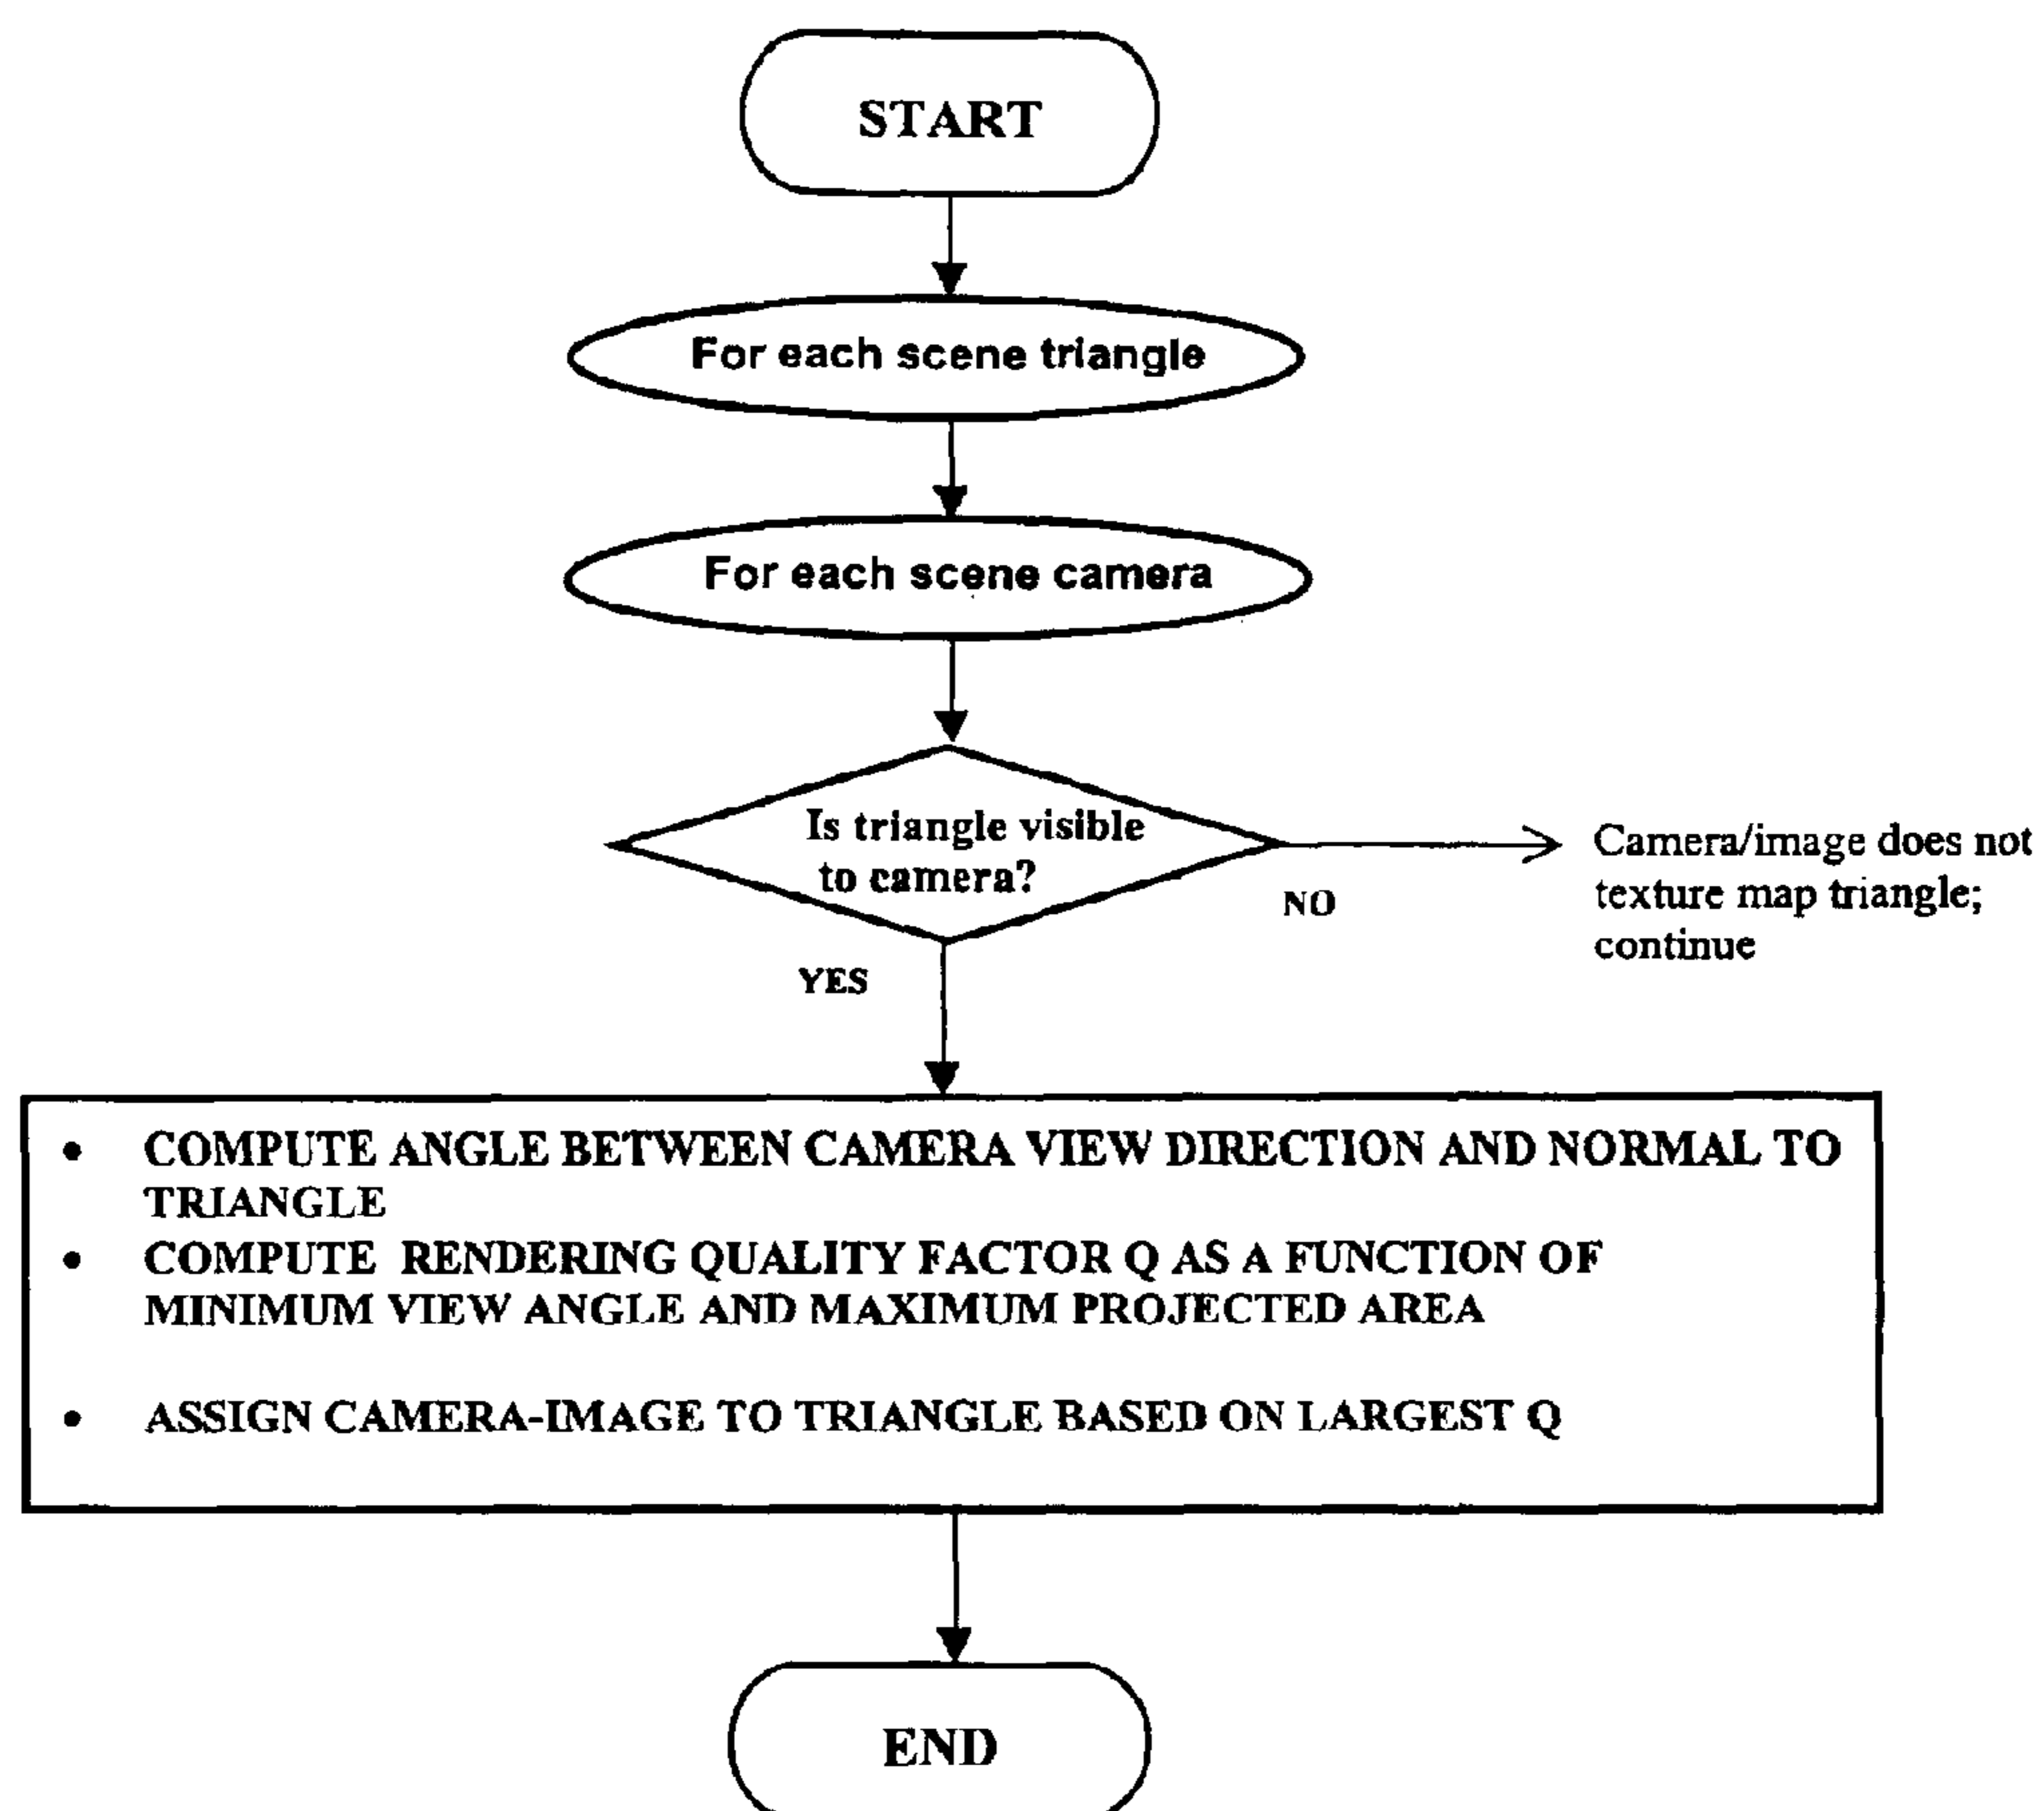 START
For each scene triangle
For each scene camera
Is triangle visible
to camera?
Camera/image does not
texture map triangle;
continue
NO
YES
• COMPUTE ANGLE BETWEEN CAMERA VIEW DIRECTION AND NORMAL TO
TRIANGLE
• COMPUTE RENDERING QUALITY FACTOR Q AS A FUNCTION OF
MINIMUM VIEW ANGLE AND MAXIMUM PROJECTED AREA
• ASSIGN CAMERA-IMAGE TO TRIANGLE BASED ON LARGEST Q
END